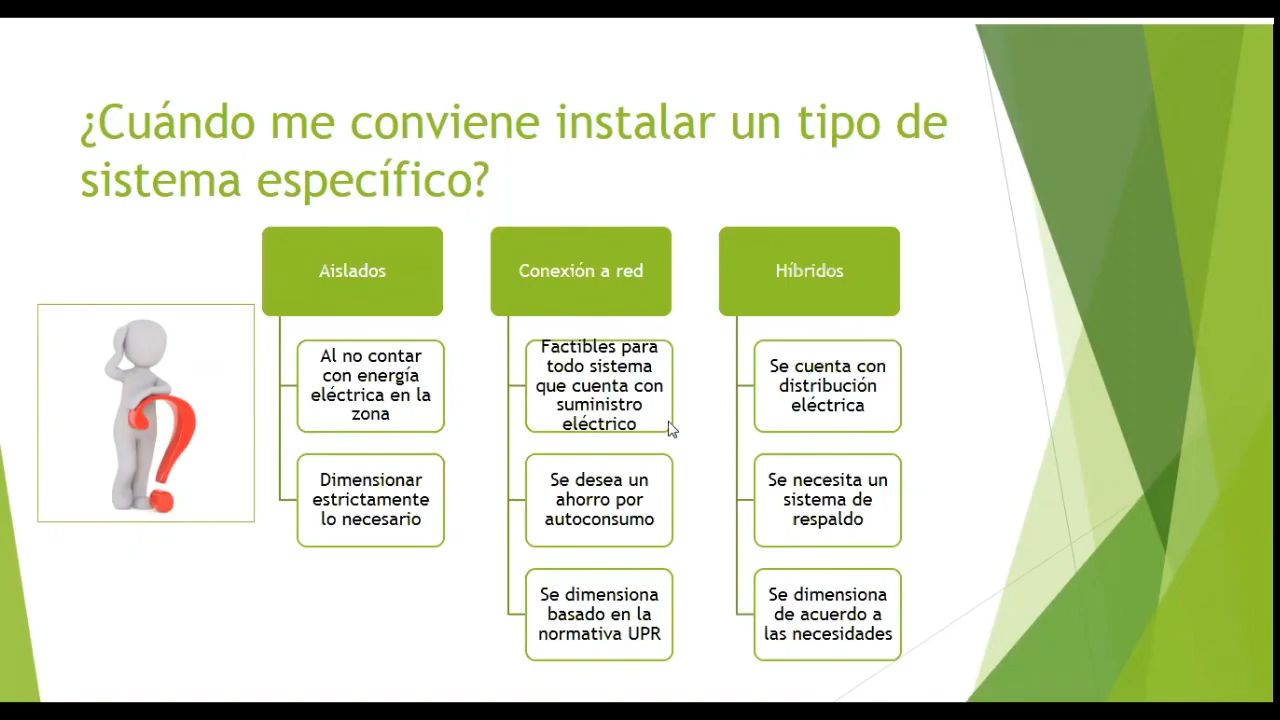 ¿Cuándo me conviene instalar un tipo de
sistema específico?
Aislados
Al no contar
con energía
eléctrica en la
zona
Dimensionar
estrictamente
lo necesario
Conexión a red
Factibles para
todo sistema
que cuenta con
suministro
eléctrico
Se desea un
ahorro por
autoconsumo
Se dimensiona
basado en la
normativa UPR
Híbridos
Se cuenta con
distribución
eléctrica
Se necesita un
sistema de
respaldo
Se dimensiona
de acuerdo a
las necesidades